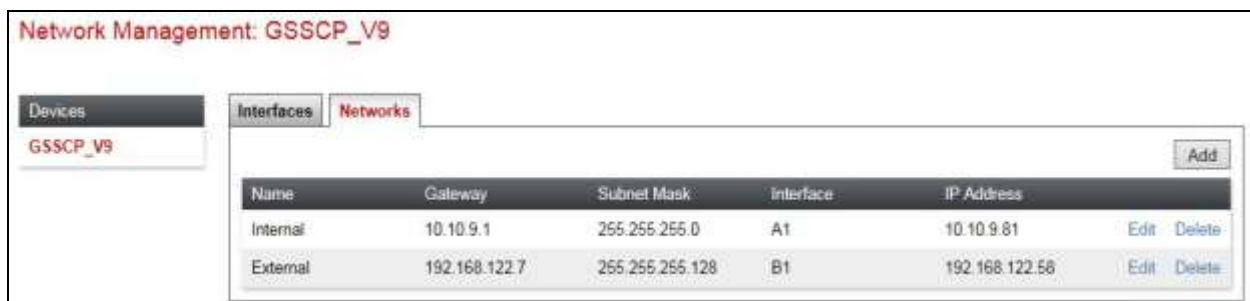 Network Management: GSSCP_V9
Devices
GSSCP_V9
Interfaces Networks
Add
Name Gateway Subnet Mask Interface IP Address
Internal 10.10.9.1 255.255.255.0 A1 10.10.9.81 Edit Delete
External 192.168.122.7 255.255.255.128 B1 192.168.122.58 Edit Delete